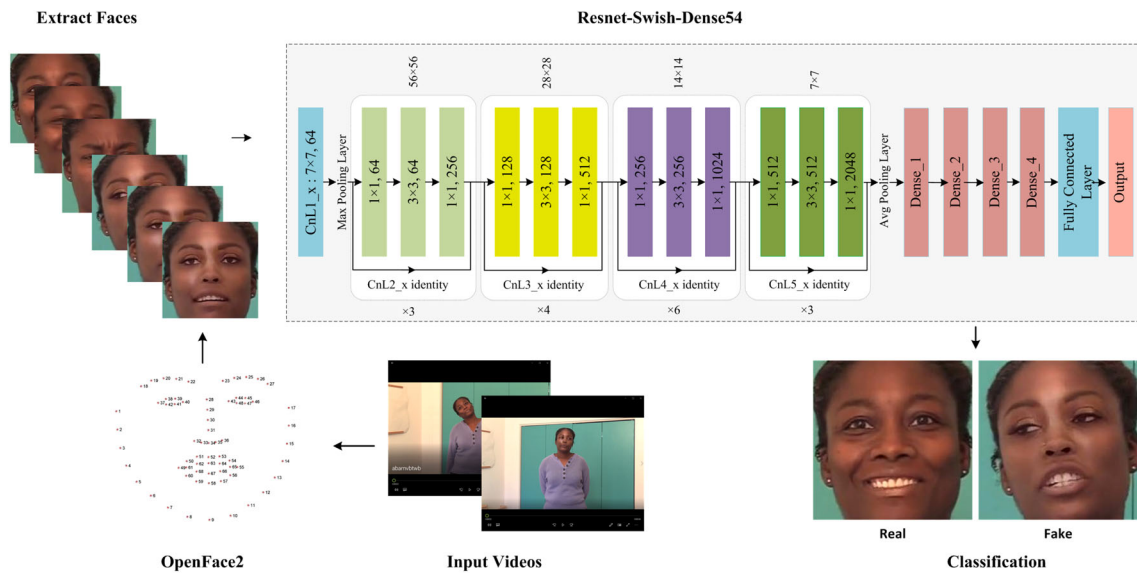 Extract Faces
Resnet-Swish-Dense54
56×56
28×28
14×14
7×7
CnL1_x : 7×7, 64
Max Pooling Layer
1×1, 64
3×3, 64
1×1, 256
1×1, 128
3×3, 128
1×1, 512
1×1, 256
3×3, 256
1×1, 1024
1×1, 512
3×3, 512
1×1, 2048
Avg Pooling Layer
Dense_1
Dense_2
Dense_3
Dense_4
Fully Connected
Layer
Output
CnL2_x identity
CnL3_x identity
CnL4_x identity
CnL5_x identity
×3
×4
×6
×3
abarnvbtwb
Real
Fake
OpenFace2
Input Videos
Classification